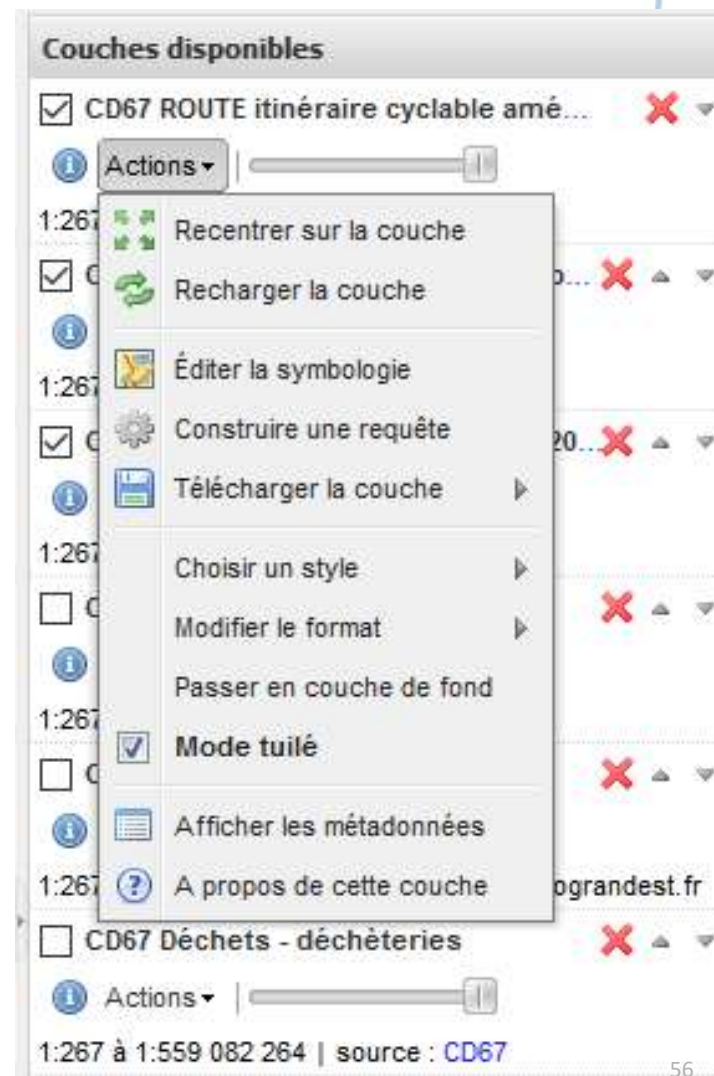 Couches disponibles
CD67 ROUTE itinéraire cyclable amé...
Actions
1:267
Recentrer sur la couche
Recharger la couche
1:267
Éditer la symbologie
Construire une requête
20...
Télécharger la couche
1:267
Choisir un style
Modifier le format
Passer en couche de fond
1:267
Mode tuilé
Afficher les métadonnées
1:267
A propos de cette couche
ograndest.fr
CD67 Déchets - déchèteries
Actions
1:267 à 1:559 082 264 | source : CD67
56